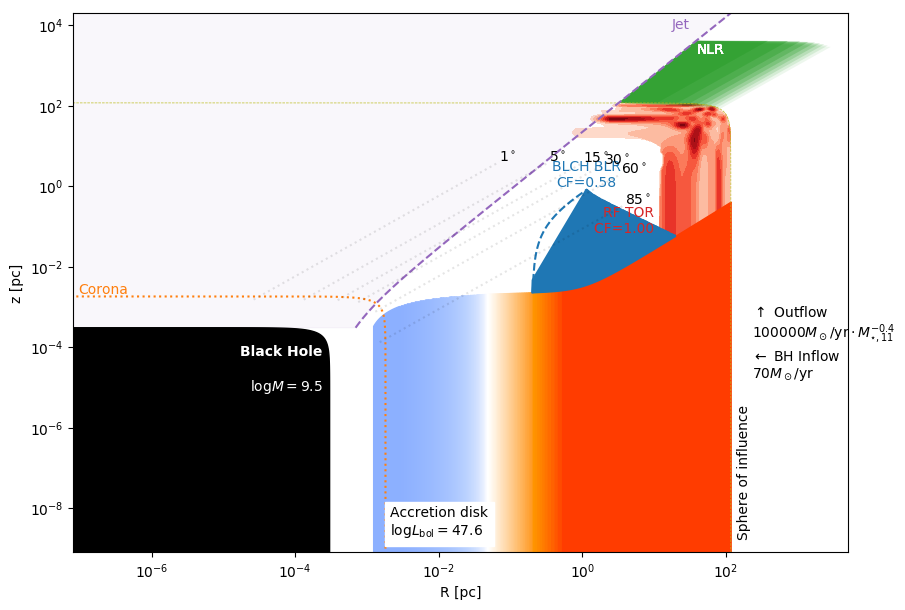 Jet
NLR
1°
5°
15°
30°
60°
85°
BLCH BLR
CF=0.58
RF TOR
CF=1.00
Corona
Black Hole
logM = 9.5
↑ Outflow
100000M⊙/yr · M⋆,11^−0.4
← BH Inflow
70M⊙/yr
Sphere of influence
Accretion disk
logLbol = 47.6
z [pc]
10^4
10^2
10^0
10^−2
10^−4
10^−6
10^−8
10^−6
10^−4
10^−2
10^0
10^2
R [pc]